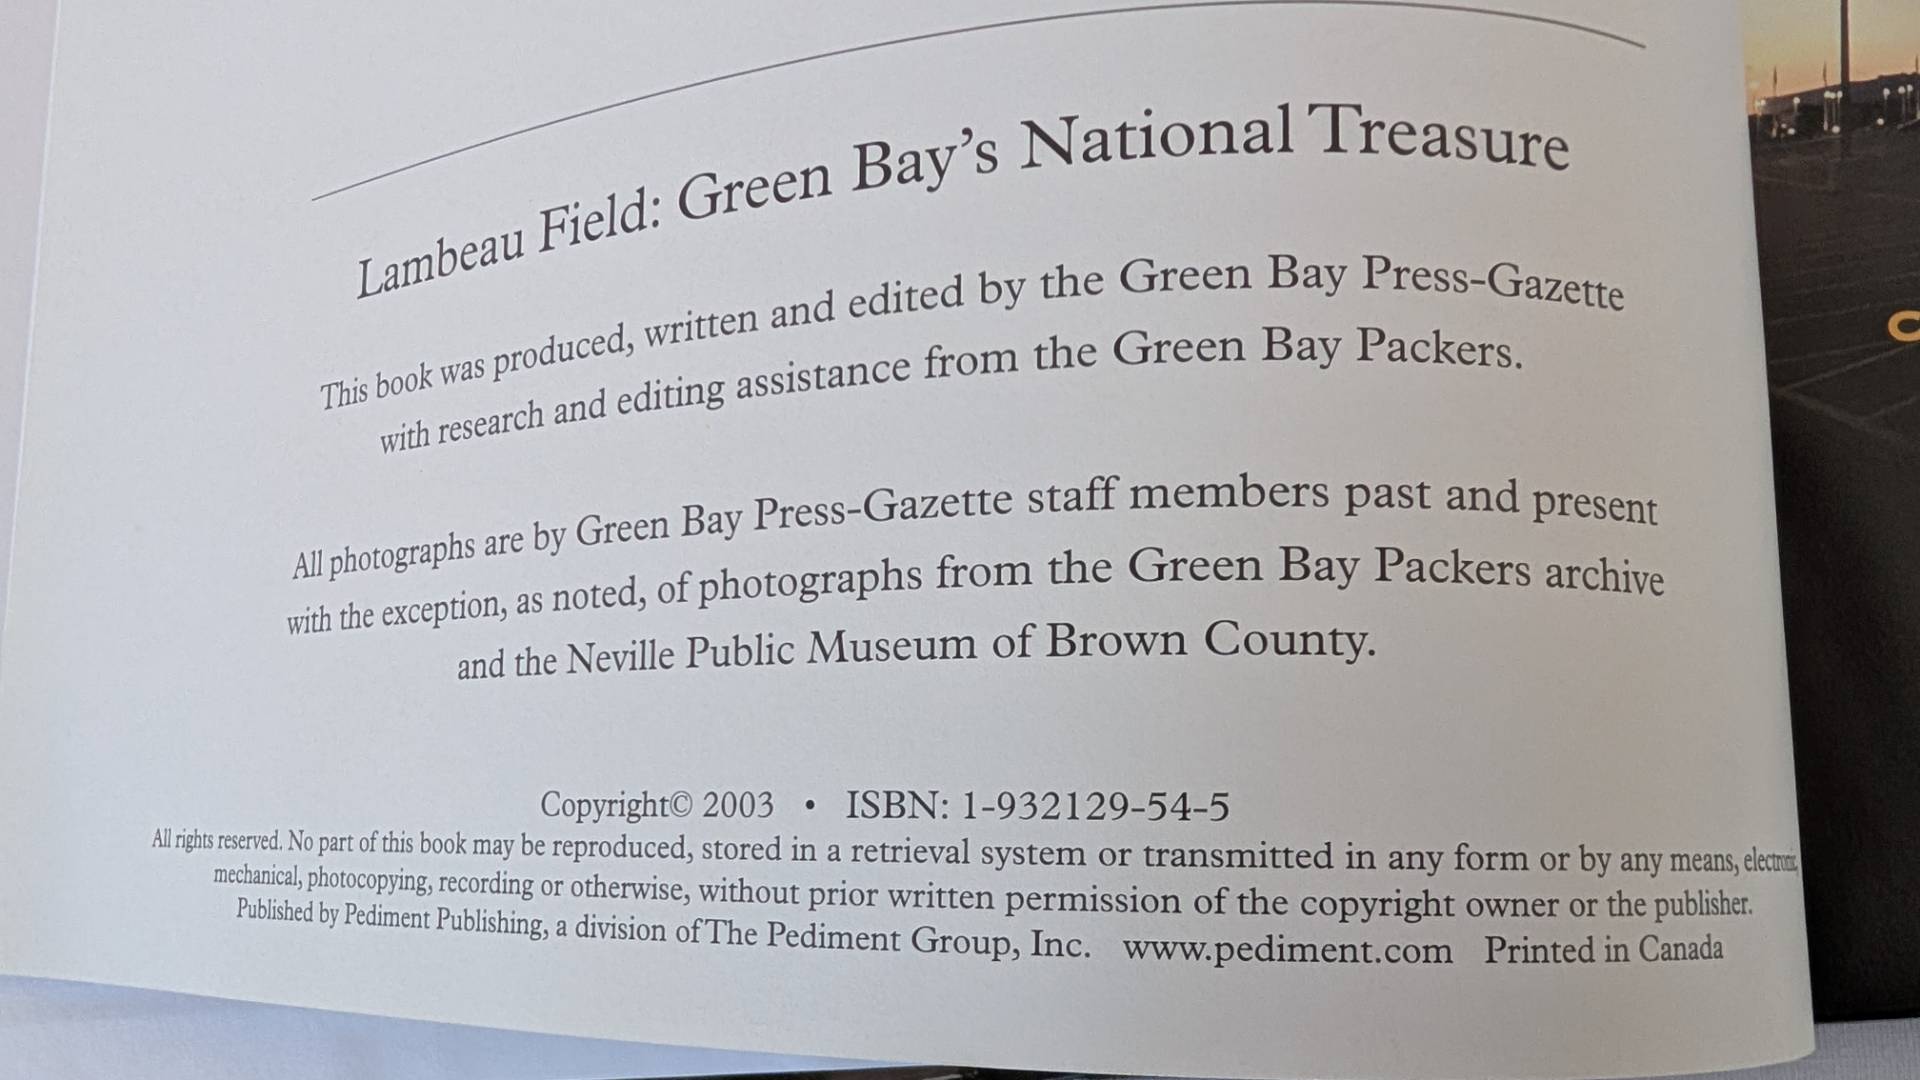 Lambeau Field: Green Bay's National Treasure
This book was produced, written and edited by the Green Bay Press-Gazette
with research and editing assistance from the Green Bay Packers.
All photographs are by Green Bay Press-Gazette staff members past and present
with the exception, as noted, of photographs from the Green Bay Packers archive
and the Neville Public Museum of Brown County.
Copyright© 2003 • ISBN: 1-932129-54-5
All rights reserved. No part of this book may be reproduced, stored in a retrieval system or transmitted in any form or by any means, electronic,
mechanical, photocopying, recording or otherwise, without prior written permission of the copyright owner or the publisher.
Published by Pediment Publishing, a division of The Pediment Group, Inc. www.pediment.com Printed in Canada